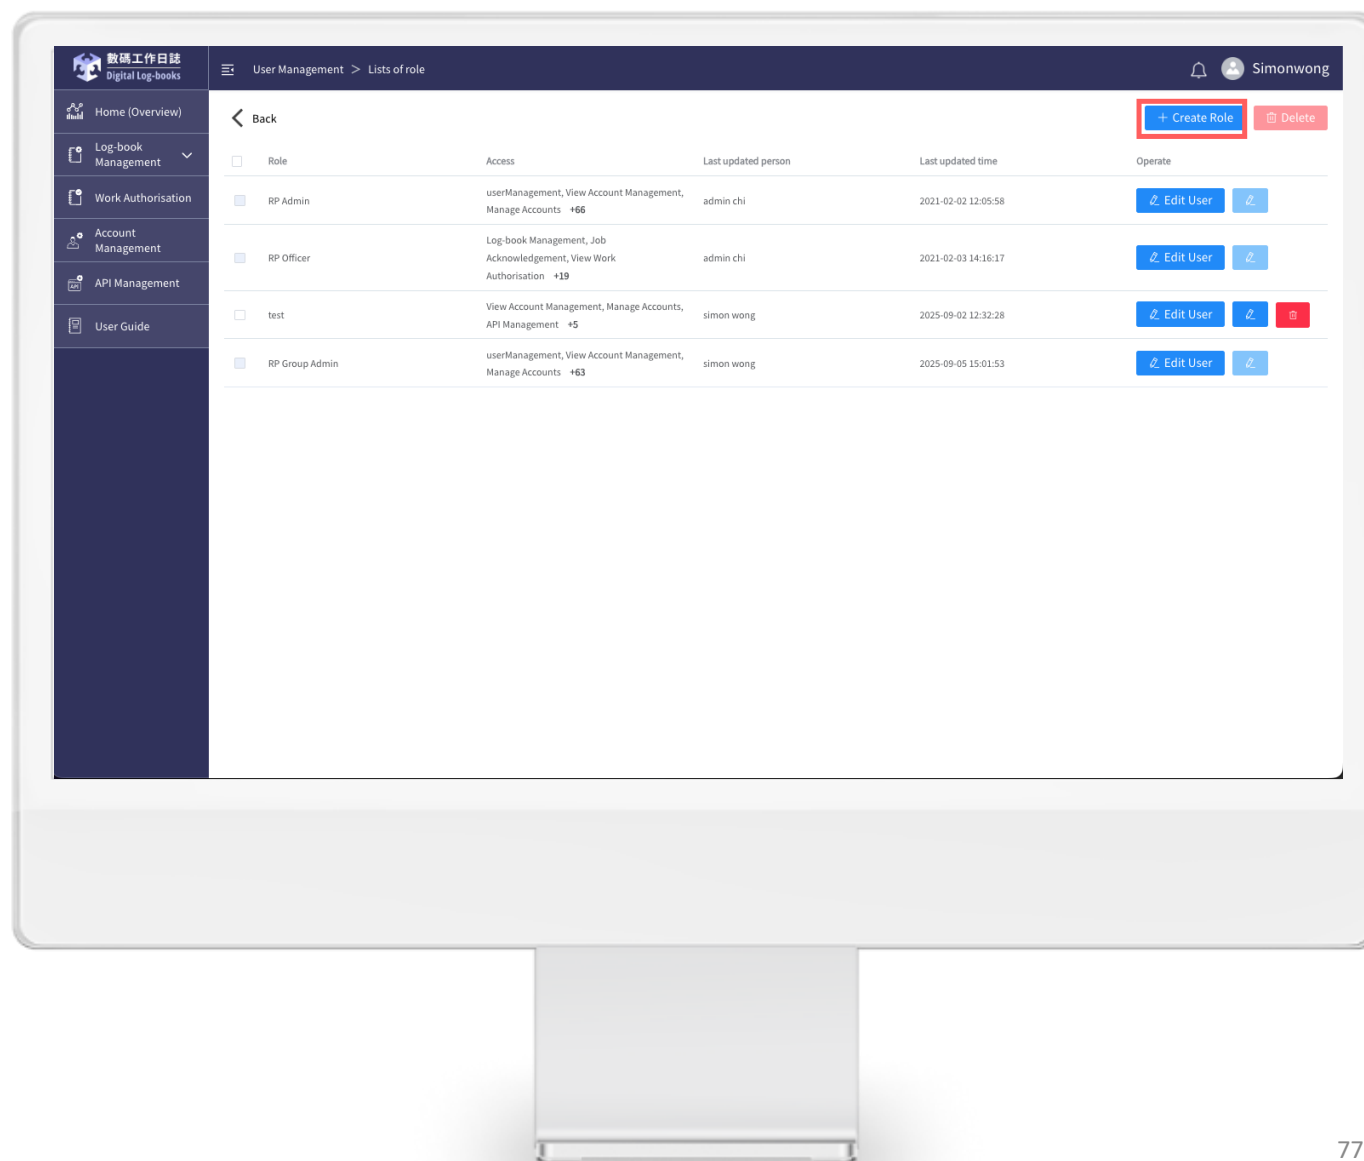 數碼工作日誌
Digital Log-books
User Management > Lists of role
Simonwong
Home (Overview)
Log-book
Management
Work Authorisation
Account
Management
API Management
User Guide
Back
+ Create Role
Delete
Role Access Last updated person Last updated time Operate
RP Admin
userManagement, View Account Management,
Manage Accounts +66
admin chi
2021-02-02 12:05:58
Edit User
RP Officer
Log-book Management, Job
Acknowledgement, View Work
Authorisation +19
admin chi
2021-02-03 14:16:17
Edit User
test
View Account Management, Manage Accounts,
API Management +5
simon wong
2025-09-02 12:32:28
Edit User
RP Group Admin
userManagement, View Account Management,
Manage Accounts +63
simon wong
2025-09-05 15:01:53
Edit User
77